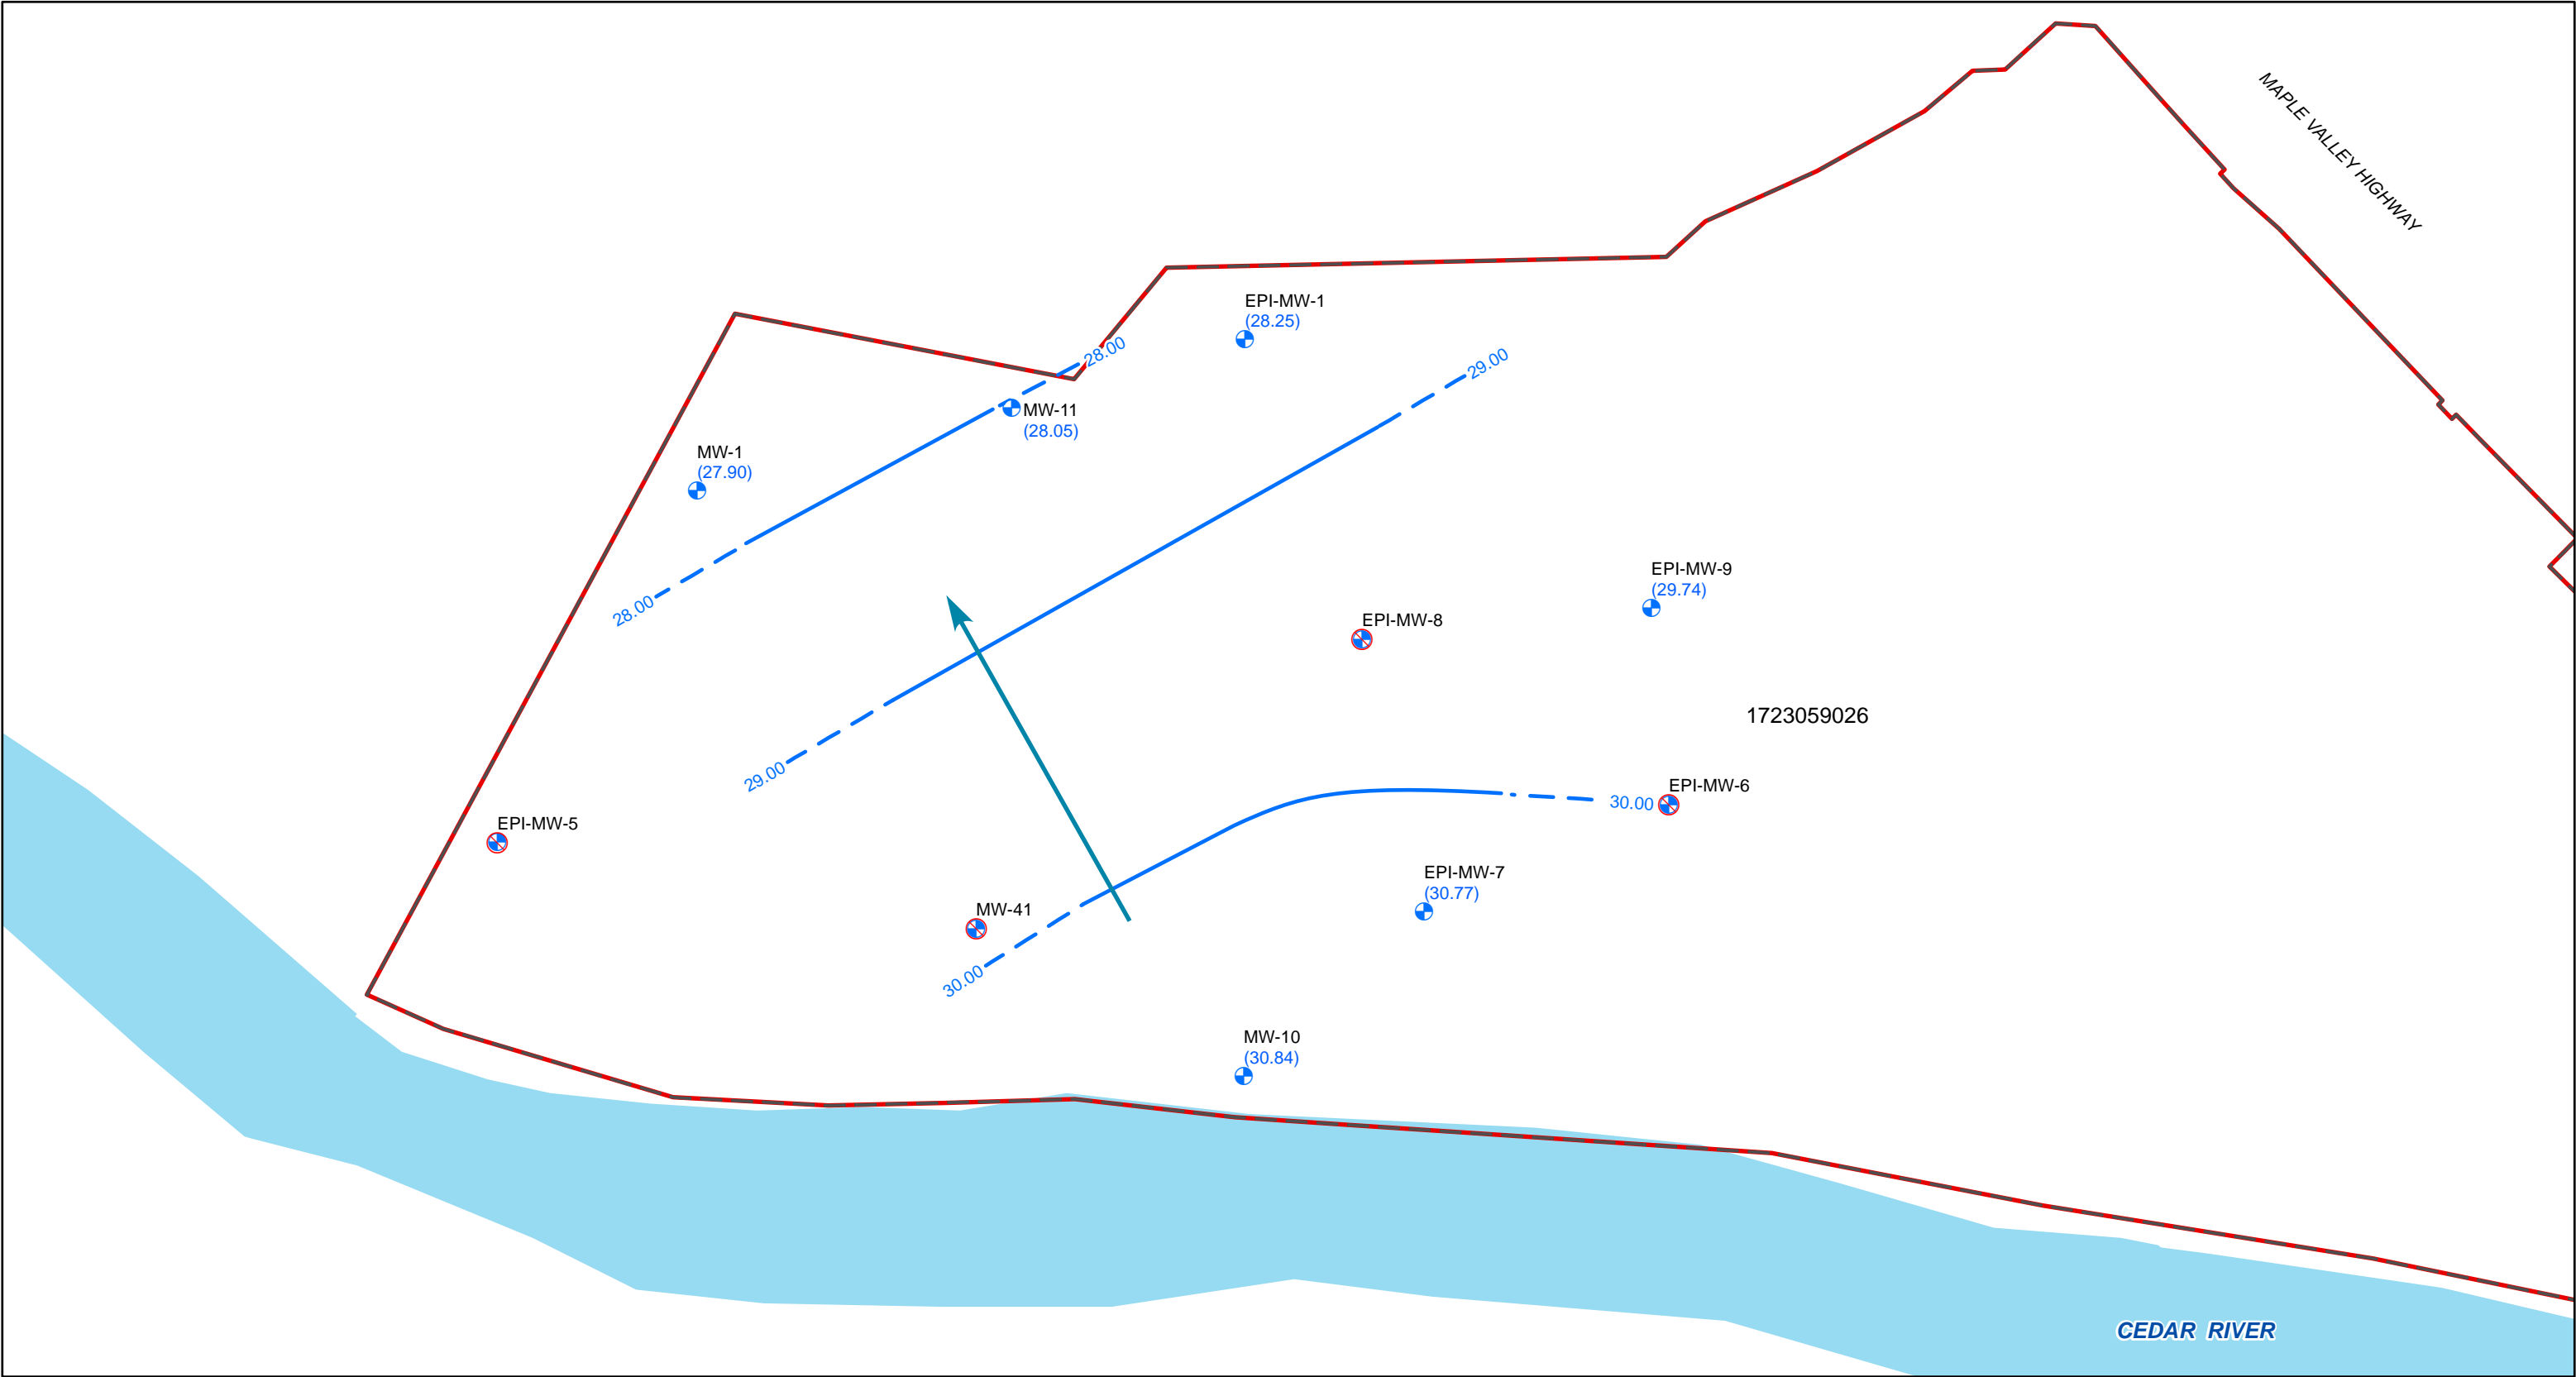 MAPLE VALLEY HIGHWAY
EPI-MW-1
(28.25)
28.00
29.00
MW-11
(28.05)
MW-1
(27.90)
28.00
EPI-MW-9
(29.74)
EPI-MW-8
1723059026
29.00
EPI-MW-6
30.00
EPI-MW-5
EPI-MW-7
(30.77)
MW-41
30.00
MW-10
(30.84)
CEDAR RIVER